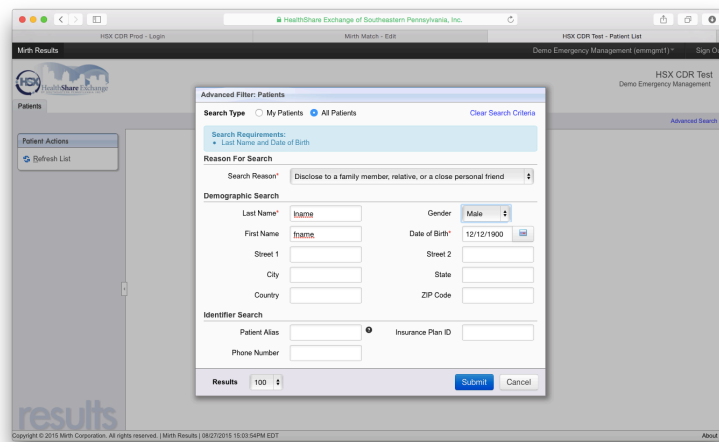 HealthShare Exchange of Southeastern Pennsylvania, Inc.
HSX CDR Prod - Login
Mirth Match - Edit
HSX CDR Test - Patient List
Mirth Results
Demo Emergency Management (emmgmt1)
Sign O
HSX
HealthShare Exchange
HSX CDR Test
Demo Emergency Management
Patients
Advanced Search
Patient Actions
Refresh List
Advanced Filter: Patients
Search Type My Patients All Patients Clear Search Criteria
Search Requirements:
• Last Name and Date of Birth
Reason For Search
Search Reason* Disclose to a family member, relative, or a close personal friend
Demographic Search
Last Name* lname Gender Male
First Name fname Date of Birth* 12/12/1900
Street 1 Street 2
City State
Country ZIP Code
Identifier Search
Patient Alias Insurance Plan ID
Phone Number
Results 100 Submit Cancel
results
Copyright © 2015 Mirth Corporation. All rights reserved. | Mirth Results | 08/27/2015 15:03:54PM EDT
About